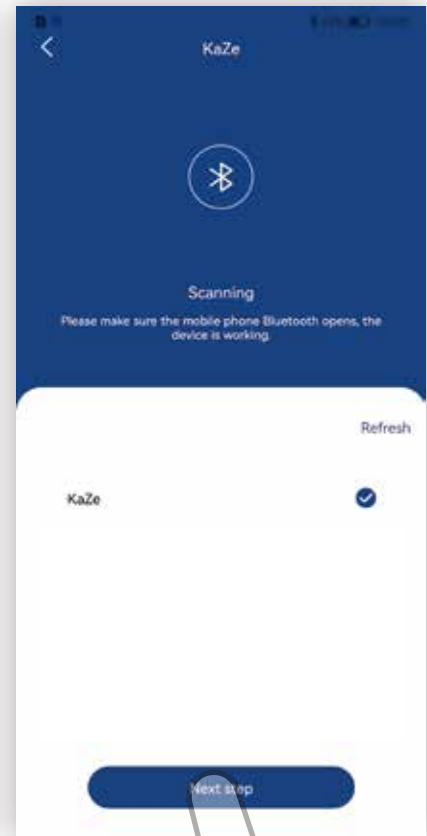 KaZe
Scanning
Please make sure the mobile phone Bluetooth opens, the
device is working.
Refresh
KaZe
Next step